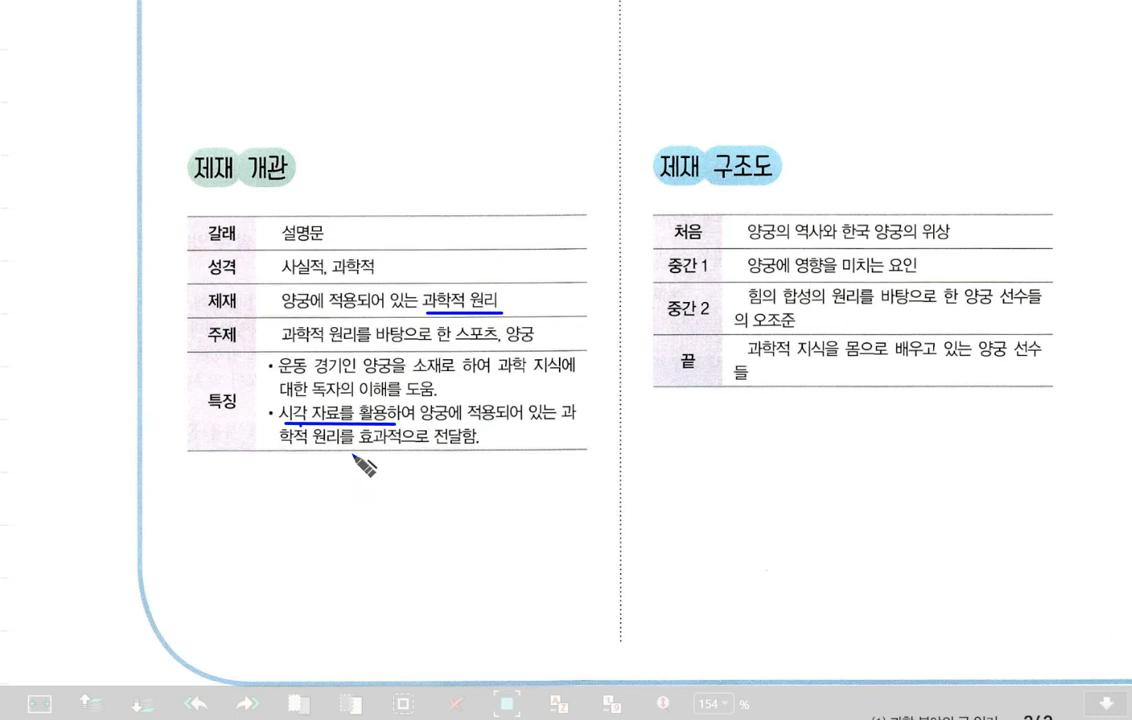 제재 개관
갈래 설명문
성격 사실적, 과학적
제재 양궁에 적용되어 있는 과학적 원리
주제 과학적 원리를 바탕으로 한 스포츠, 양궁
특징
• 운동 경기인 양궁을 소재로 하여 과학 지식에
대한 독자의 이해를 도움.
• 시각 자료를 활용하여 양궁에 적용되어 있는 과
학적 원리를 효과적으로 전달함.
제재 구조도
처음 양궁의 역사와 한국 양궁의 위상
중간 1 양궁에 영향을 미치는 요인
중간 2 힘의 합성의 원리를 바탕으로 한 양궁 선수들
의 오조준
끝 과학적 지식을 몸으로 배우고 있는 양궁 선수
들
154 %